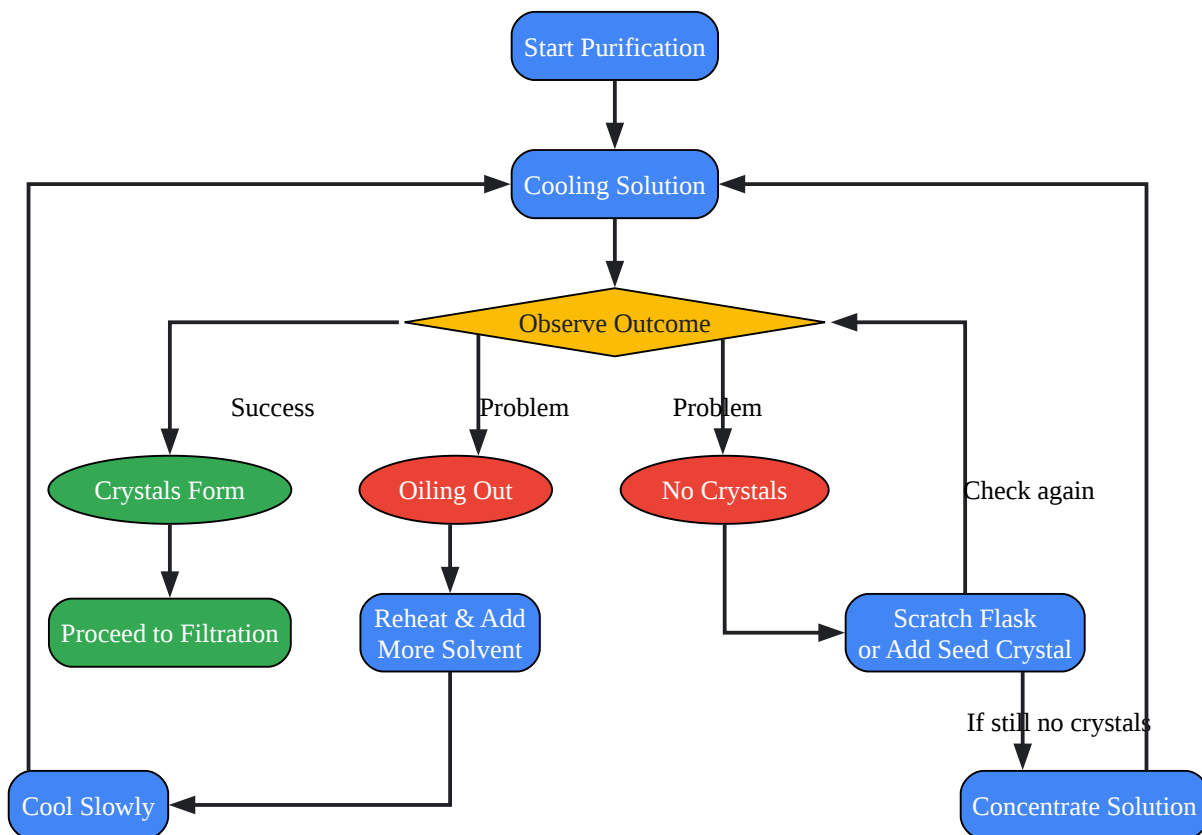 Start Purification
Cooling Solution
Observe Outcome
Success
Problem
Problem
Crystals Form
Oiling Out
No Crystals
Check again
Proceed to Filtration
Reheat & Add
More Solvent
Scratch Flask
or Add Seed Crystal
If still no crystals
Cool Slowly
Concentrate Solution